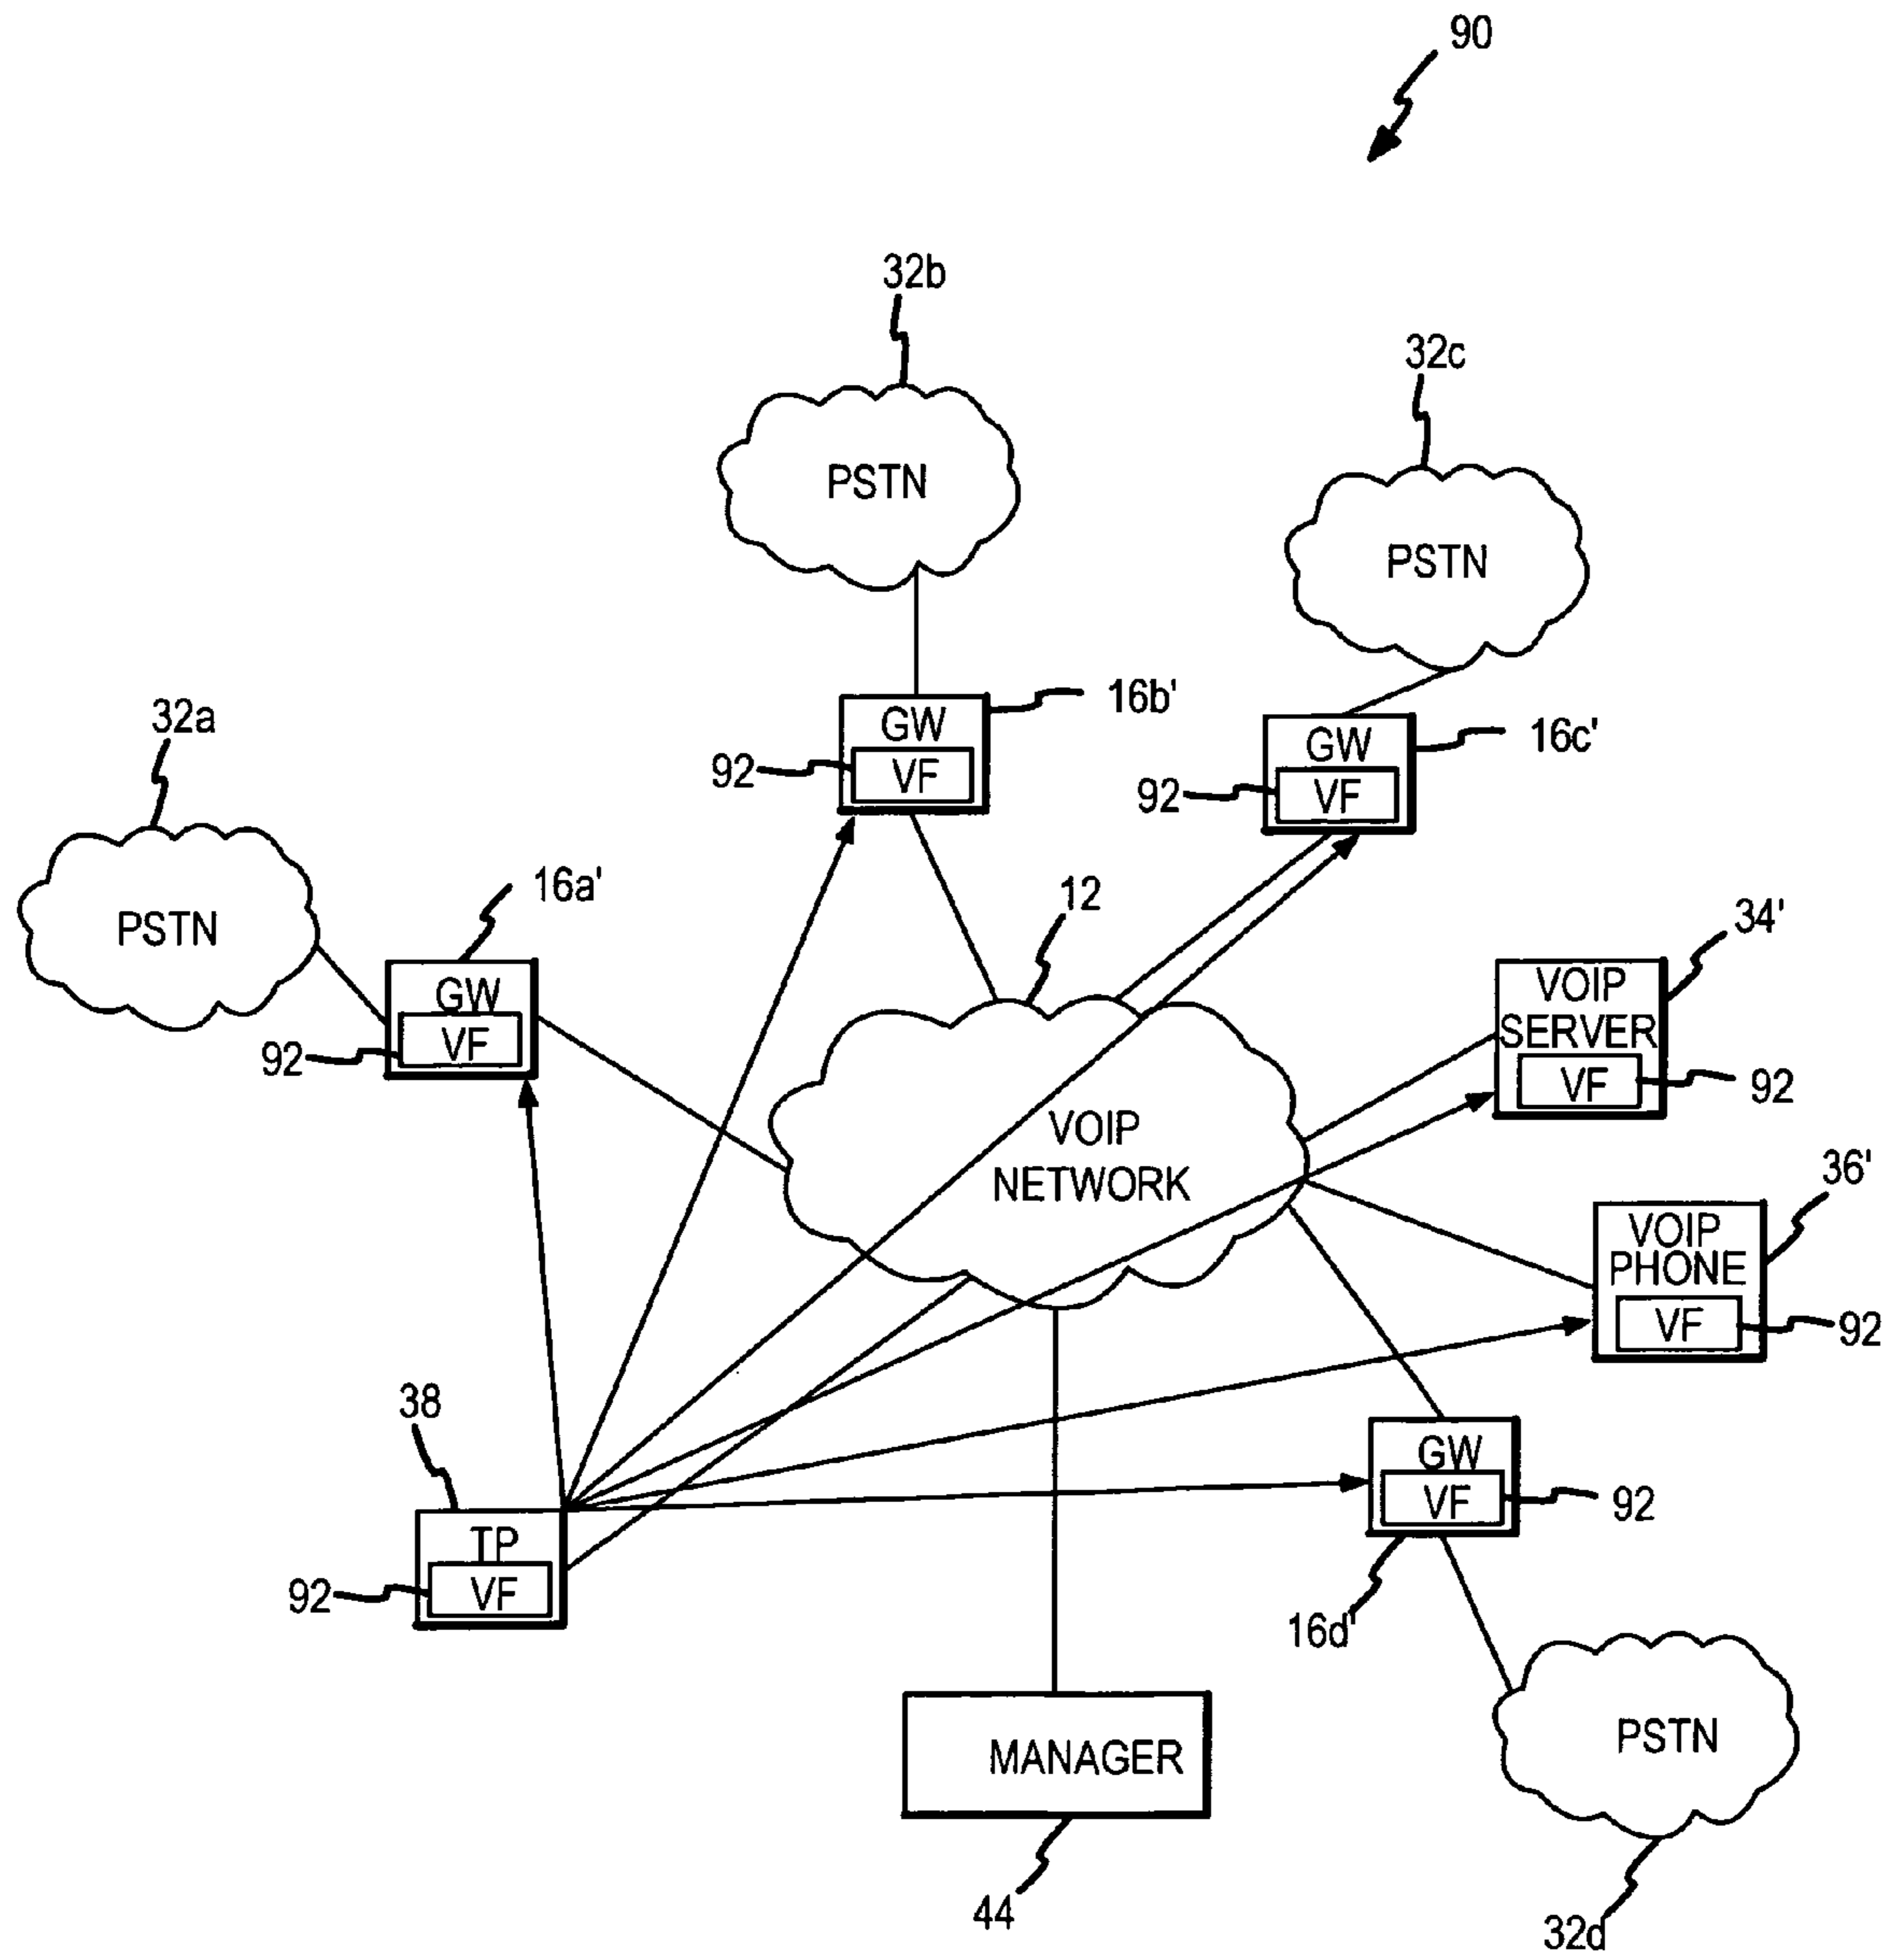 90
32b
PSTN
32c
PSTN
16b'
GW
92
VF
16c'
GW
92
VF
32a
PSTN
16a'
GW
92
VF
12
VOIP
NETWORK
34'
VOIP
SERVER
VF
92
36'
VOIP
PHONE
VF
92
38
TP
92
VF
GW
VF
92
16d'
PSTN
32d
MANAGER
44